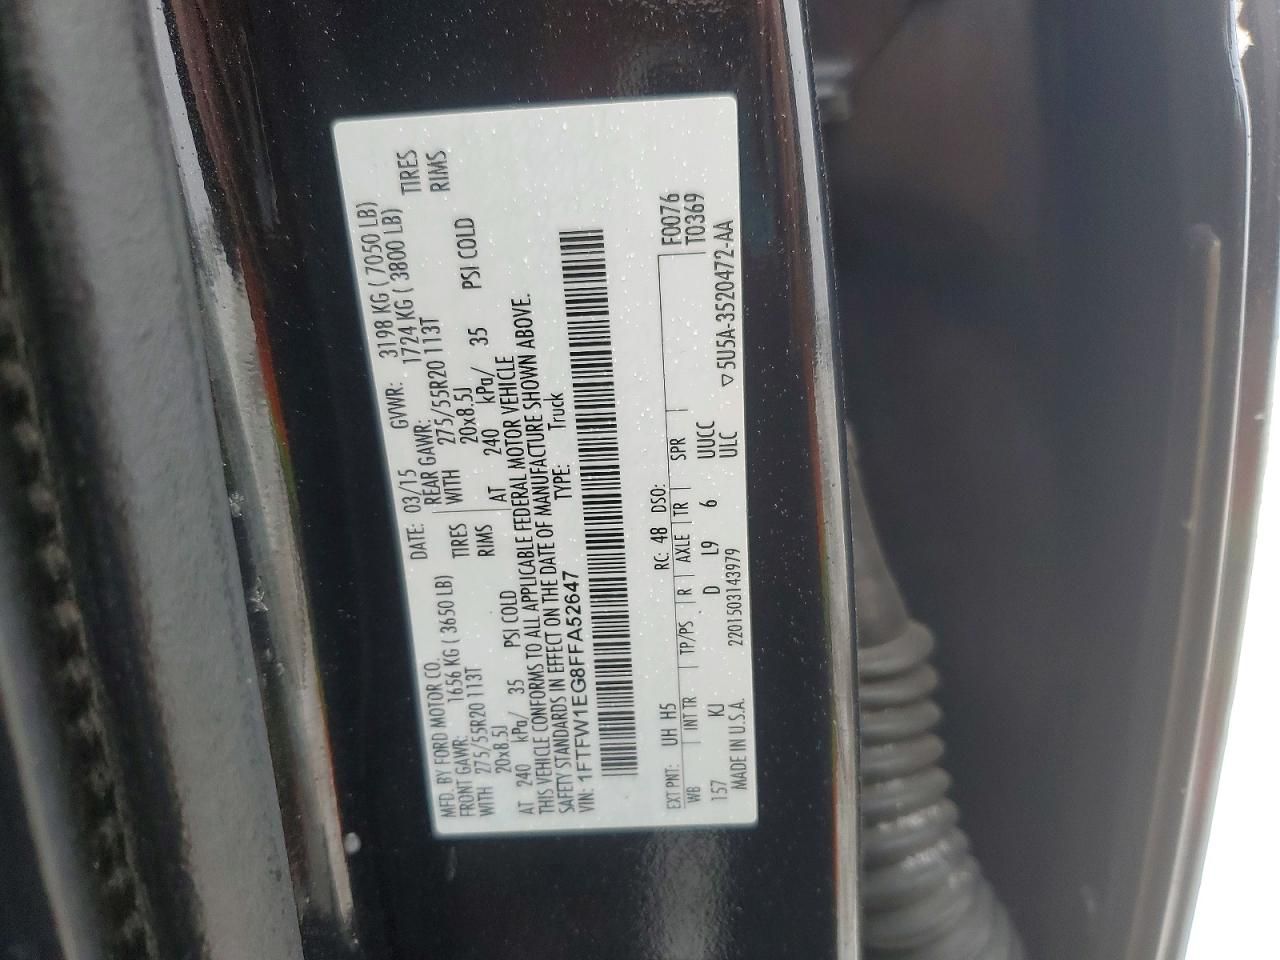 MFD. BY FORD MOTOR CO.
DATE: 03/15 GVWR: 3198 KG ( 7050 LB)
FRONT GAWR: 1656 KG ( 3650 LB)
REAR GAWR: 1724 KG ( 3800 LB)
WITH 275/55R20 113T TIRES
WITH 275/55R20 113T TIRES
20x8.5J RIMS
20x8.5J RIMS
AT 240 kPa/ 35 PSI COLD
AT 240 kPa/ 35 PSI COLD
THIS VEHICLE CONFORMS TO ALL APPLICABLE FEDERAL MOTOR VEHICLE
SAFETY STANDARDS IN EFFECT ON THE DATE OF MANUFACTURE SHOWN ABOVE.
VIN: 1FTFW1EG8FFA52647 TYPE: Truck
F0076
T0369
EXT PNT: UH H5 RC: 48 DSO:
WB INT TR TP/PS R AXLE TR SPR
157 KJ D L9 6 UUCC
MADE IN U.S.A. 2201503143979 ULC ▽5U5A-3520472-AA